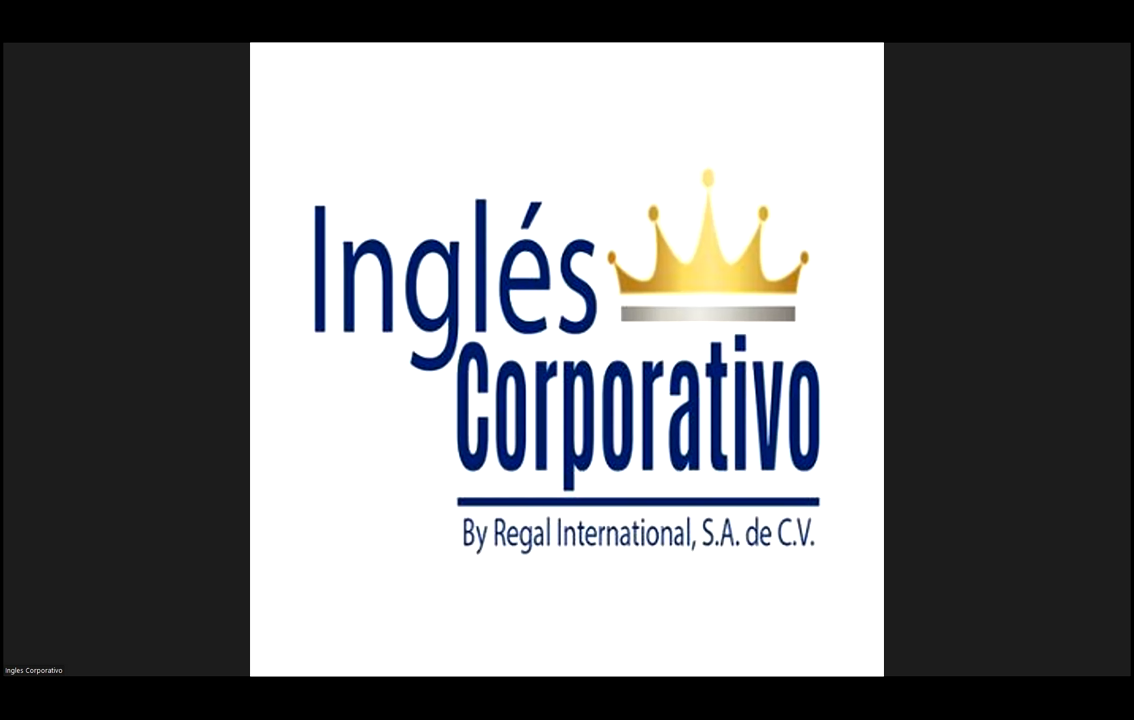 Inglés
Corporativo
By Regal International, S.A. de C.V.
Ingles Corporativo